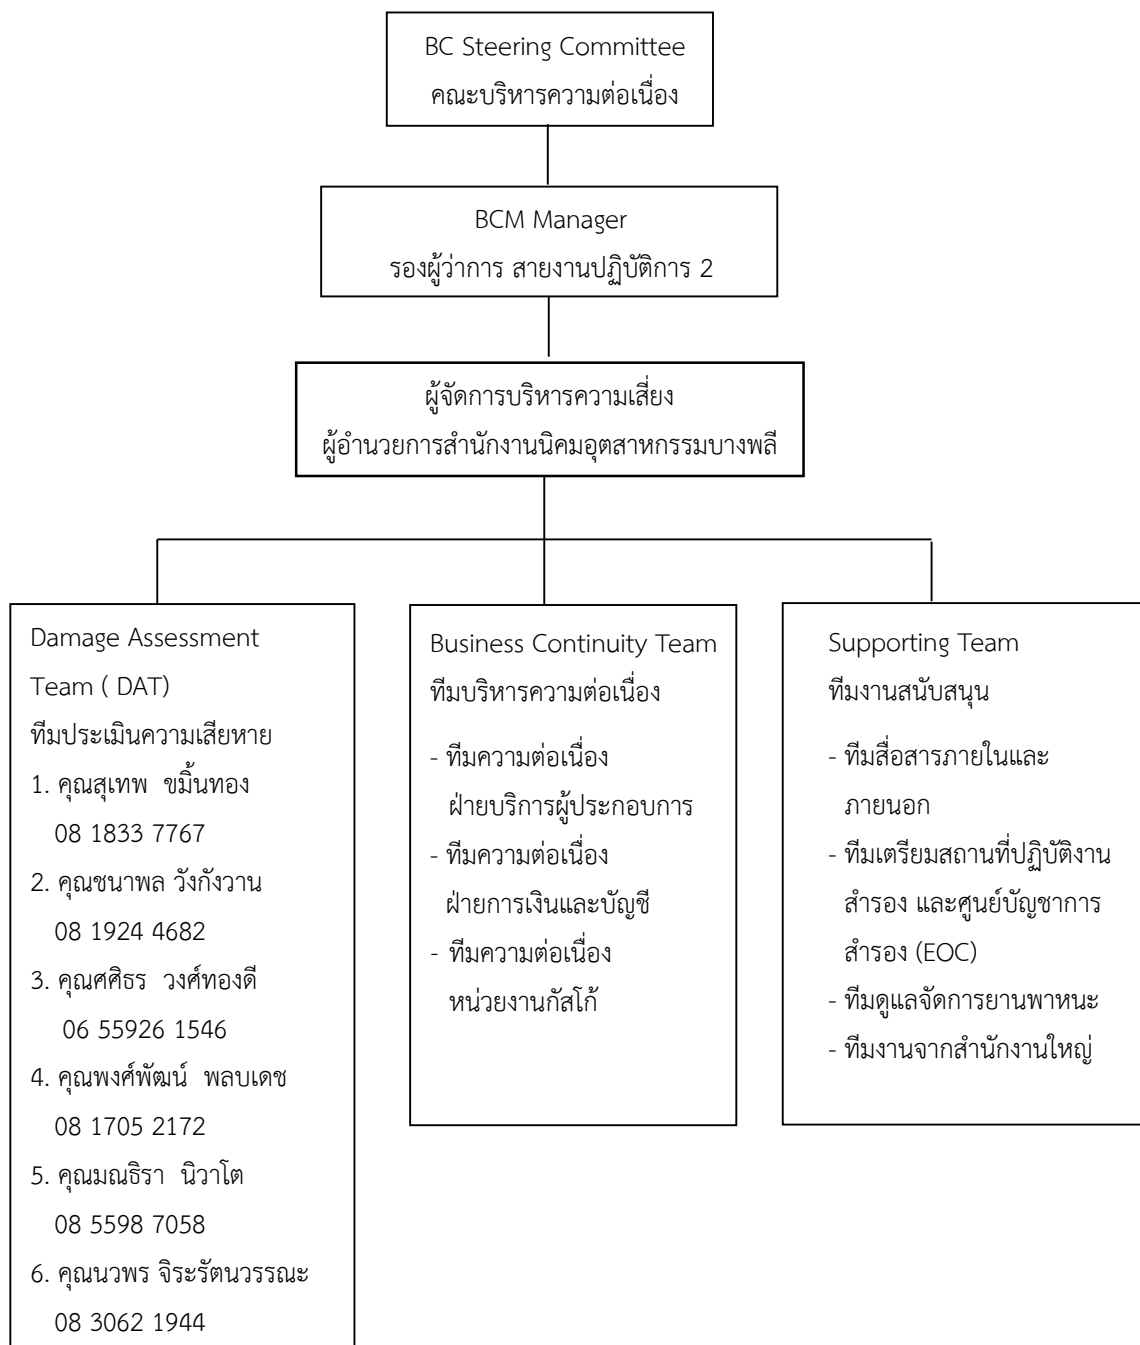 BC Steering Committee
คณะบริหารความต่อเนื่อง
BCM Manager
รองผู้ว่าการ สายงานปฏิบัติการ 2
ผู้จัดการบริหารความเสี่ยง
ผู้อำนวยการสำนักงานนิคมอุตสาหกรรมบางพลี
Damage Assessment
Team ( DAT)
ทีมประเมินความเสียหาย
1. คุณสุเทพ ขมิ้นทอง
08 1833 7767
2. คุณชนาพล วังกังวาน
08 1924 4682
3. คุณศศิธร วงศ์ทองดี
06 55926 1546
4. คุณพงศ์พัฒน์ พลบเดช
08 1705 2172
5. คุณมณธิรา นิวาโต
08 5598 7058
6. คุณนวพร จิระรัตนวรรณะ
08 3062 1944
Business Continuity Team
ทีมบริหารความต่อเนื่อง
- ทีมความต่อเนื่อง
ฝ่ายบริการผู้ประกอบการ
- ทีมความต่อเนื่อง
ฝ่ายการเงินและบัญชี
- ทีมความต่อเนื่อง
หน่วยงานกัสโก้
Supporting Team
ทีมงานสนับสนุน
- ทีมสื่อสารภายในและ
ภายนอก
- ทีมเตรียมสถานที่ปฏิบัติงาน
สำรอง และศูนย์บัญชาการ
สำรอง (EOC)
- ทีมดูแลจัดการยานพาหนะ
- ทีมงานจากสำนักงานใหญ่